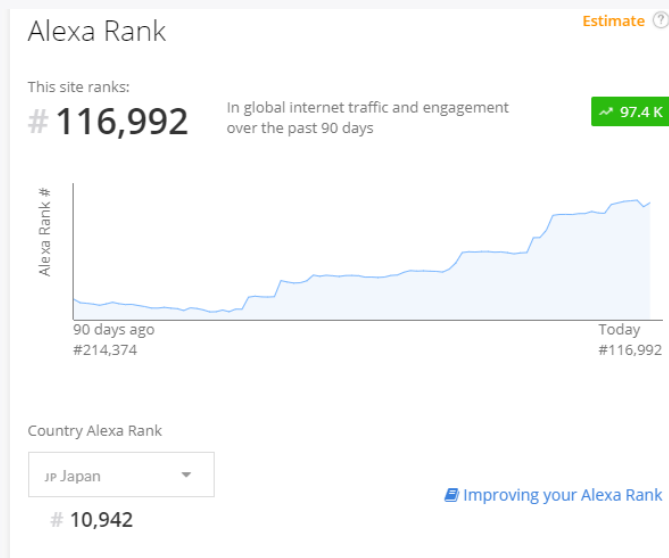 Alexa Rank
Estimate ?
This site ranks:
# 116,992
In global internet traffic and engagement
over the past 90 days
97.4 K
Alexa Rank #
90 days ago
#214,374
Today
#116,992
Country Alexa Rank
JP Japan
# 10,942
Improving your Alexa Rank